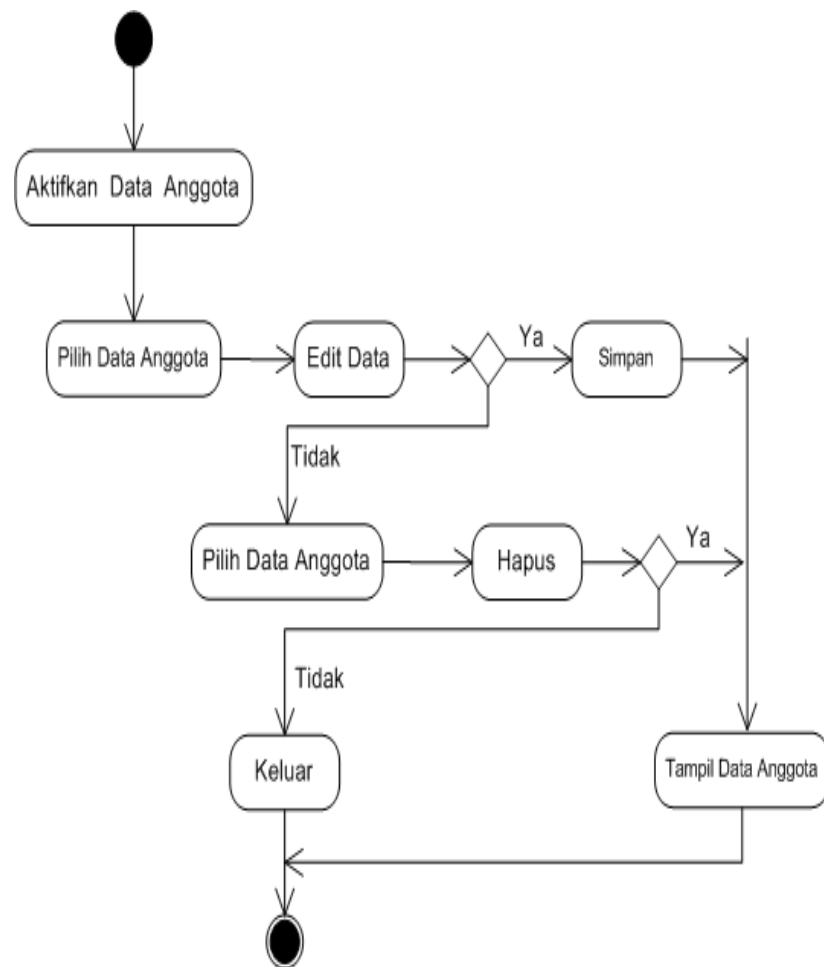 Aktifkan Data Anggota
Pilih Data Anggota
Edit Data
Ya
Simpan
Tidak
Pilih Data Anggota
Hapus
Ya
Tidak
Keluar
Tampil Data Anggota